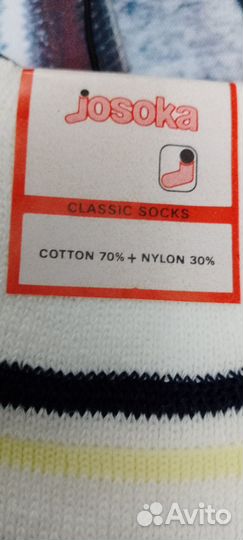 josoka
CLASSIC SOCKS
COTTON 70% + NYLON 30%
Avito